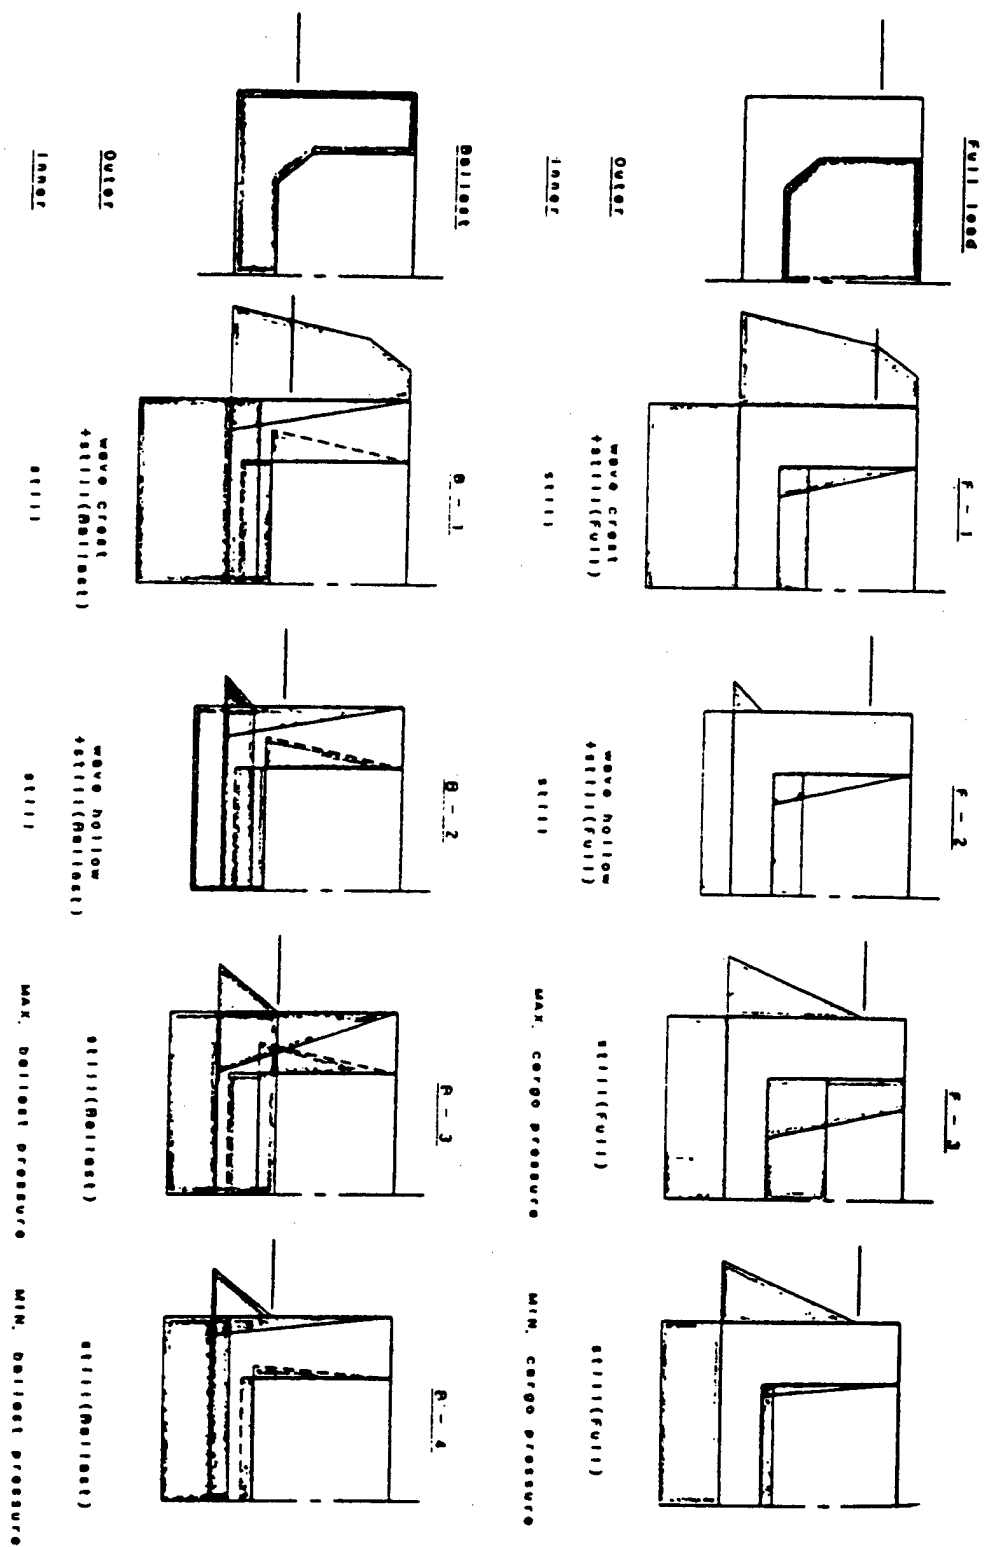 Full load F - 1 F - 2 F - 3
Outer wave crest wave hollow still(Full) still(Full)
+still(Full) +still(Full)
Inner still still MAX. cargo pressure MIN. cargo pressure
Ballast B - 1 B - 2 B - 3 B - 4
Outer wave crest wave hollow still(Ballast) still(Ballast)
+still(Ballast) +still(Ballast)
Inner still still MAX. ballast pressure MIN. ballast pressure